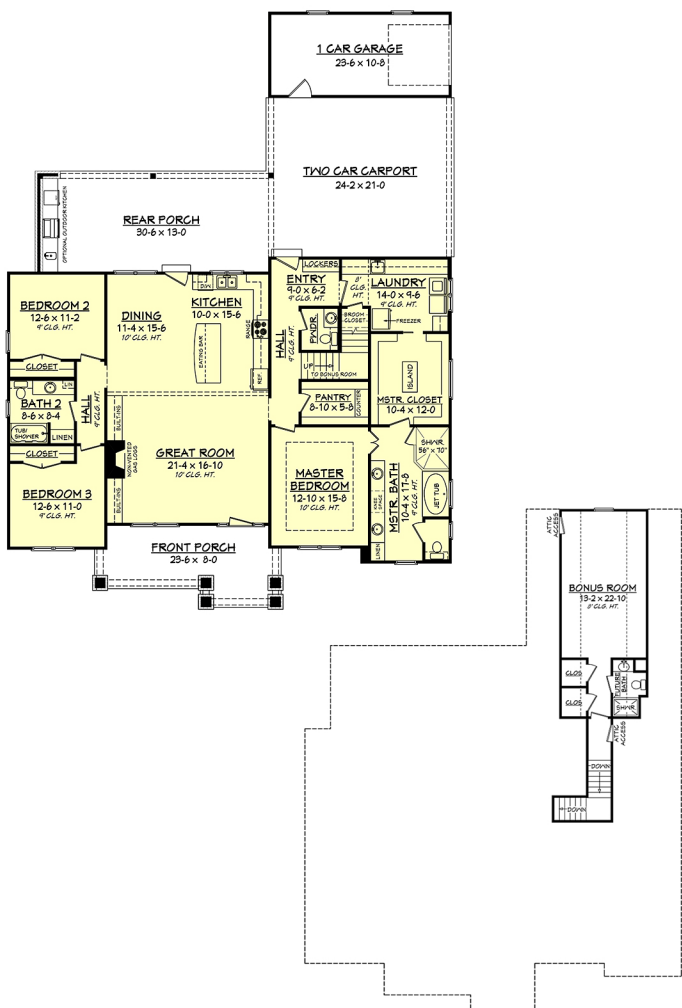 1 CAR GARAGE
23-6 x 10-8
TWO CAR CARPORT
24-2 x 21-0
OPTIONAL OUTDOOR KITCHEN
REAR PORCH
30-6 x 13-0
LOCKERS
ENTRY
9-0 x 6-2
9' CLG. HT.
8'
CLG.
HT.
LAUNDRY
14-0 x 9-6
9' CLG. HT.
BEDROOM 2
12-6 x 11-2
9' CLG. HT.
DINING
11-4 x 15-6
D/W
KITCHEN
10-0 x 15-6
EATING BAR
RANGE
REF.
HALL
9' CLG. HT.
PWDR.
BROOM
CLOSET
FREEZER
UP
TO BONUS ROOM
ISLAND
MSTR. CLOSET
10-4 x 12-0
CLOSET
BATH 2
8-6 x 8-4
TUB/
SHOWER
LINEN
HALL
9' CLG. HT.
PANTRY
8-10 x 5-8
COUNTER
CLOSET
BEDROOM 3
12-6 x 11-0
9' CLG. HT.
BUILT-INS
NON-VENTED
GAS LOGS
BUILT-INS
GREAT ROOM
21-4 x 16-10
10' CLG. HT.
MASTER
BEDROOM
12-10 x 15-8
10' CLG. HT.
MSTR. BATH
10-4 x 17-8
9' CLG. HT.
KNEE
SPACE
LINEN
SHWR.
56" x 70"
JET TUB
FRONT PORCH
23-6 x 8-0
ATTIC
ACCESS
BONUS ROOM
13-2 x 22-10
8' CLG. HT.
CLOS
CLOS
FUTURE
BATH
SHWR
ATTIC
ACCESS
DOWN
DOWN